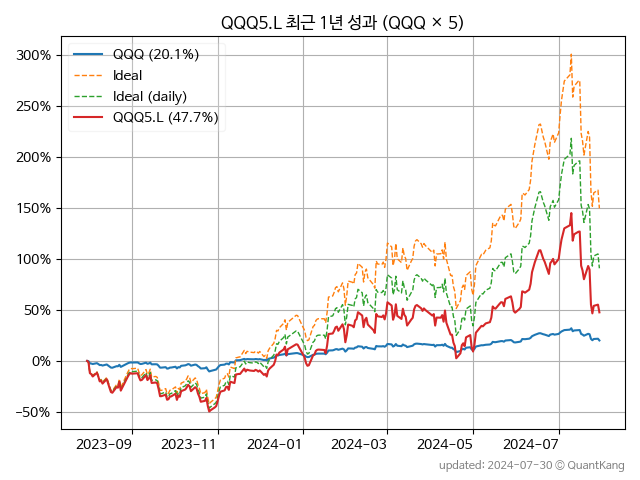 QQQ5.L 최근 1년 성과 (QQQ × 5)
QQQ (20.1%)
Ideal
Ideal (daily)
QQQ5.L (47.7%)
300%
250%
200%
150%
100%
50%
0%
−50%
2023-09 2023-11 2024-01 2024-03 2024-05 2024-07
updated: 2024-07-30 © QuantKang